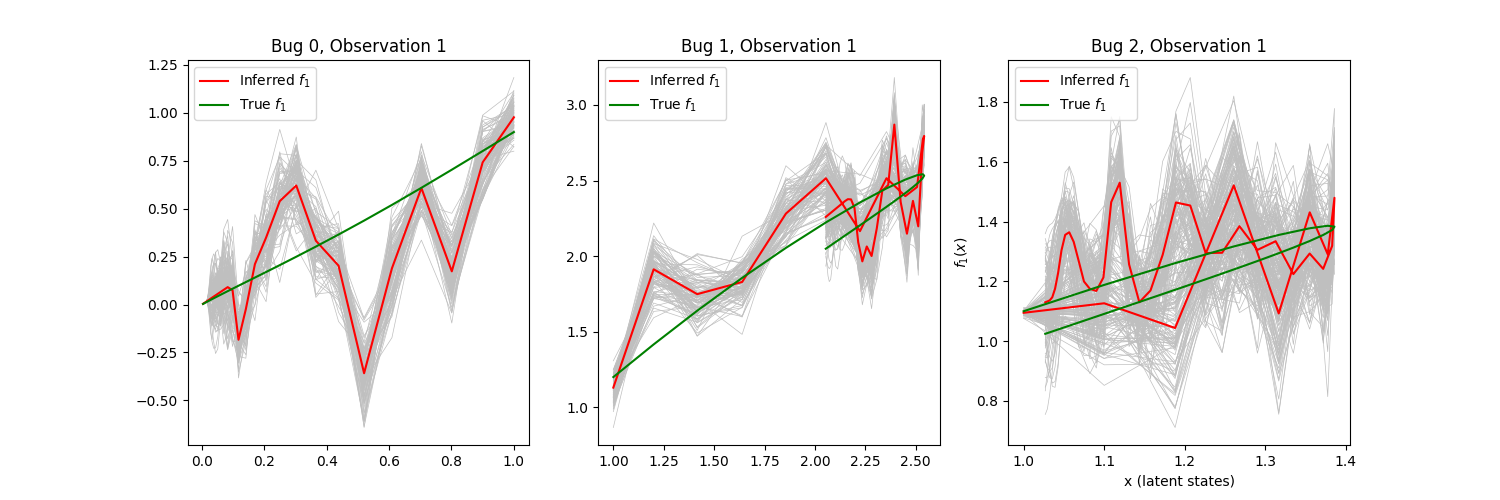 Bug 0, Observation 1
Inferred f₁
True f₁
1.25
1.00
0.75
0.50
0.25
0.00
−0.25
−0.50
0.0 0.2 0.4 0.6 0.8 1.0
Bug 1, Observation 1
Inferred f₁
True f₁
3.0
2.5
2.0
1.5
1.0
1.00 1.25 1.50 1.75 2.00 2.25 2.50
Bug 2, Observation 1
Inferred f₁
True f₁
f₁(x)
1.8
1.6
1.4
1.2
1.0
0.8
1.0 1.1 1.2 1.3 1.4
x (latent states)